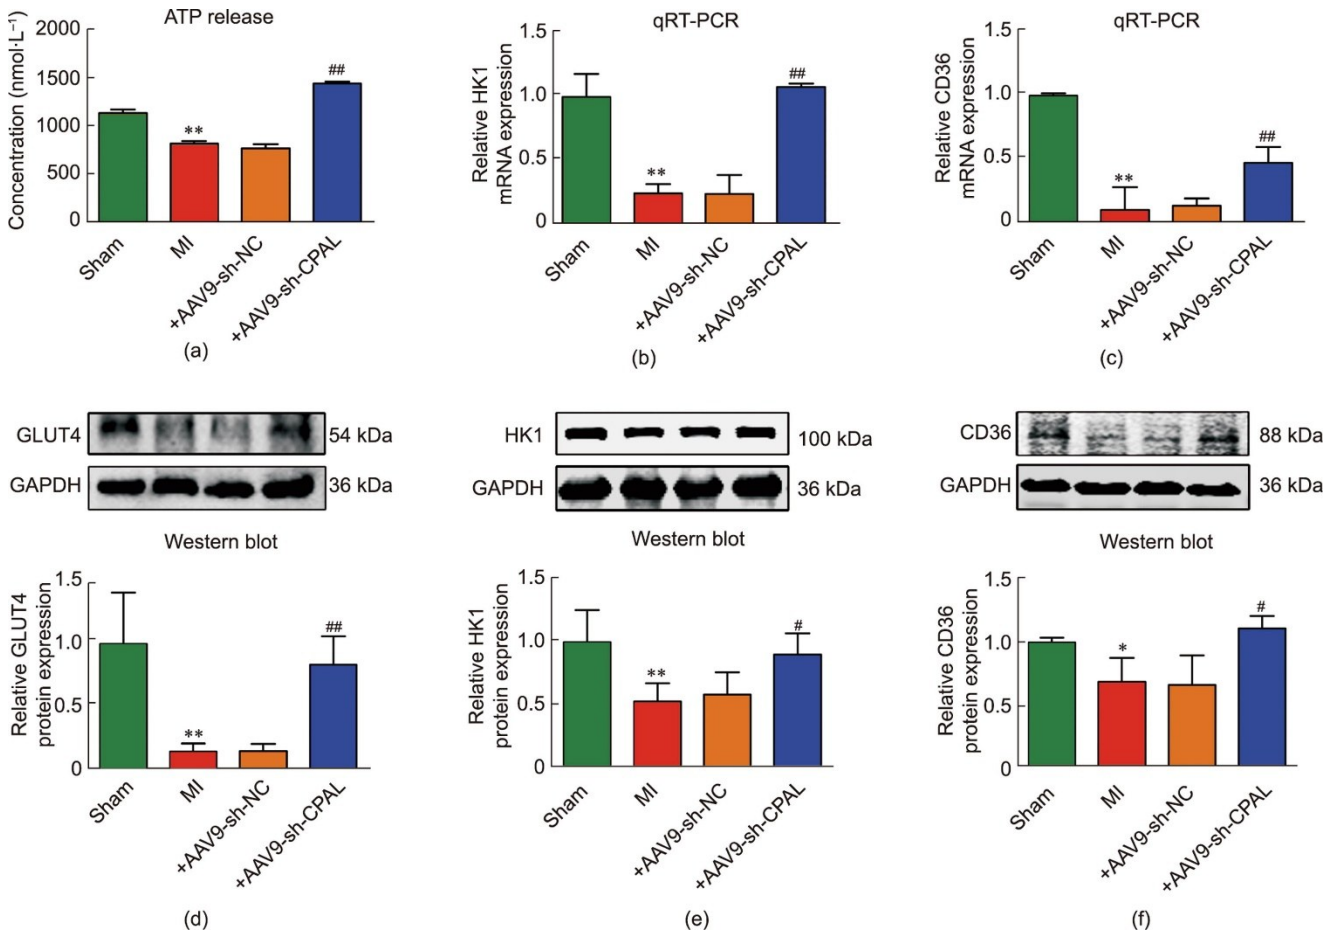 ATP release
Concentration (nmol·L⁻¹)
2000
1500
1000
500
0
**
##
Sham
MI
+AAV9-sh-NC
+AAV9-sh-CPAL
(a)
qRT-PCR
Relative HK1
mRNA expression
1.5
1.0
0.5
0
**
##
Sham
MI
+AAV9-sh-NC
+AAV9-sh-CPAL
(b)
qRT-PCR
Relative CD36
mRNA expression
1.5
1.0
0.5
0
**
##
Sham
MI
+AAV9-sh-NC
+AAV9-sh-CPAL
(c)
GLUT4
54 kDa
GAPDH
36 kDa
Western blot
Relative GLUT4
protein expression
1.5
1.0
0.5
0
**
##
Sham
MI
+AAV9-sh-NC
+AAV9-sh-CPAL
(d)
HK1
100 kDa
GAPDH
36 kDa
Western blot
Relative HK1
protein expression
1.5
1.0
0.5
0
**
#
Sham
MI
+AAV9-sh-NC
+AAV9-sh-CPAL
(e)
CD36
88 kDa
GAPDH
36 kDa
Western blot
Relative CD36
protein expression
1.5
1.0
0.5
0
*
#
Sham
MI
+AAV9-sh-NC
+AAV9-sh-CPAL
(f)